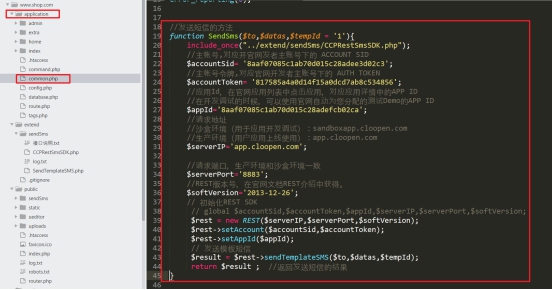 www.shop.com
application
admin
extra
home
index
.htaccess
command.php
common.php
config.php
database.php
route.php
tags.php
extend
sendSms
接口说明.txt
CCPRestSmsSDK.php
log.txt
SendTemplateSMS.php
.gitignore
public
sendSms
static
ueditor
uploads
.htaccess
favicon.ico
index.php
log.txt
robots.txt
router.php
18 //发送短信的方法
19 function SendSms($to,$datas,$tempId = '1'){
20 include_once("../extend/sendSms/CCPRestSmsSDK.php");
21 //主账号,对应开官网发者主账号下的 ACCOUNT SID
22 $accountSid= '8aaf07085c1ab70d015c28adee3d02c3';
23 //主账号令牌,对应官网开发者主账号下的 AUTH TOKEN
24 $accountToken= '817585a4a0d14f15a0dcd7ab8c534856';
25 //应用Id, 在官网应用列表中点击应用, 对应应用详情中的APP ID
26 //在开发调试的时候, 可以使用官网自动为您分配的测试Demo的APP ID
27 $appId='8aaf07085c1ab70d015c28adefcb02ca';
28 //请求地址
29 //沙盒环境（用于应用开发调试）：sandboxapp.cloopen.com
30 //生产环境（用户应用上线使用）：app.cloopen.com
31 $serverIP='app.cloopen.com';
32
33 //请求端口, 生产环境和沙盒环境一致
34 $serverPort='8883';
35 //REST版本号, 在官网文档REST介绍中获得。
36 $softVersion='2013-12-26';
37 // 初始化REST SDK
38 // global $accountSid,$accountToken,$appId,$serverIP,$serverPort,$softVersion;
39 $rest = new REST($serverIP,$serverPort,$softVersion);
40 $rest->setAccount($accountSid,$accountToken);
41 $rest->setAppId($appId);
42 // 发送模板短信
43 $result = $rest->sendTemplateSMS($to,$datas,$tempId);
44 return $result ; //返回发送短信的结果
45 }